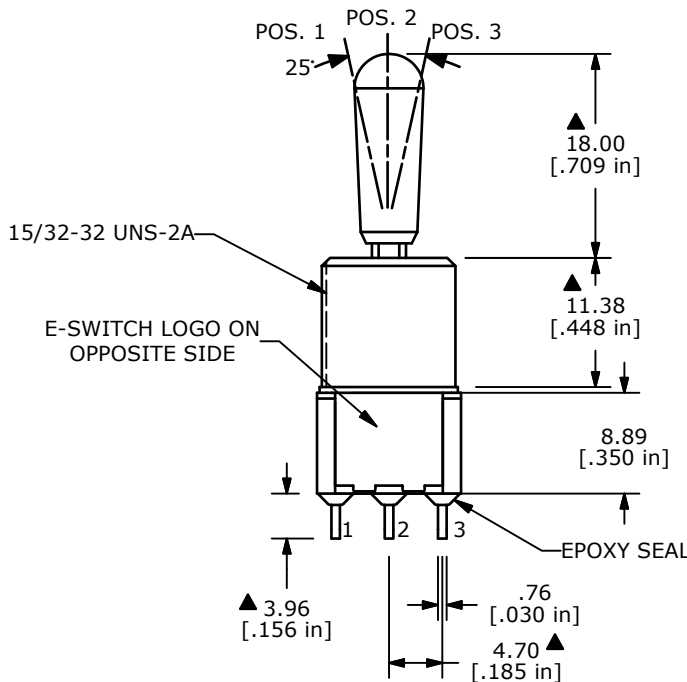 POS. 1
POS. 2
POS. 3
25°
▲
18.00
[.709 in]
15/32-32 UNS-2A
▲
11.38
[.448 in]
E-SWITCH LOGO ON
OPPOSITE SIDE
8.89
[.350 in]
1
2
3
EPOXY SEAL
▲ 3.96
[.156 in]
.76
[.030 in]
4.70 ▲
[.185 in]